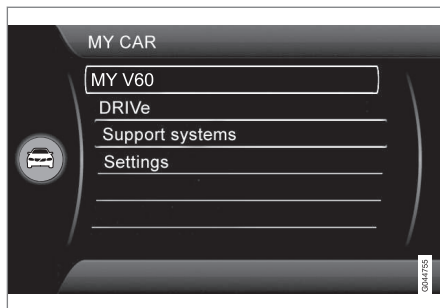 MY CAR
MY V60
DRIVe
Support systems
Settings
G044755